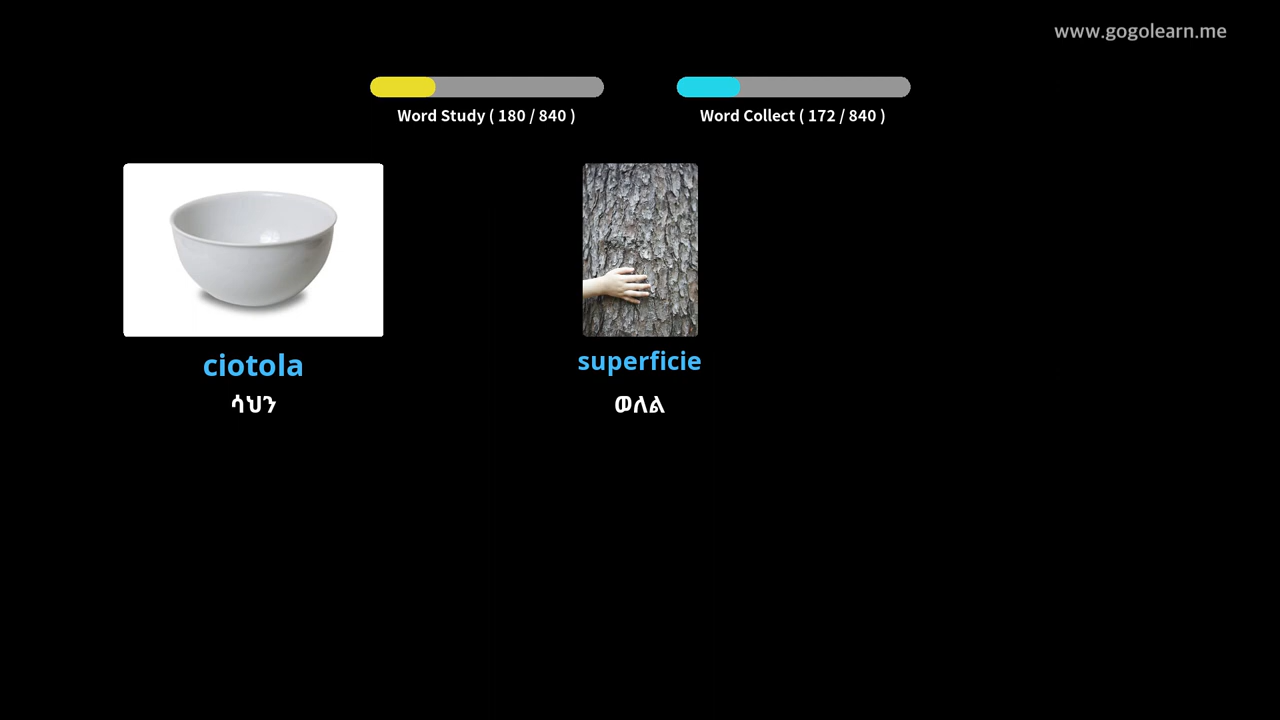 www.gogolearn.me
Word Study ( 180 / 840 )
Word Collect ( 172 / 840 )
ciotola
ሳህን
superficie
ወለል